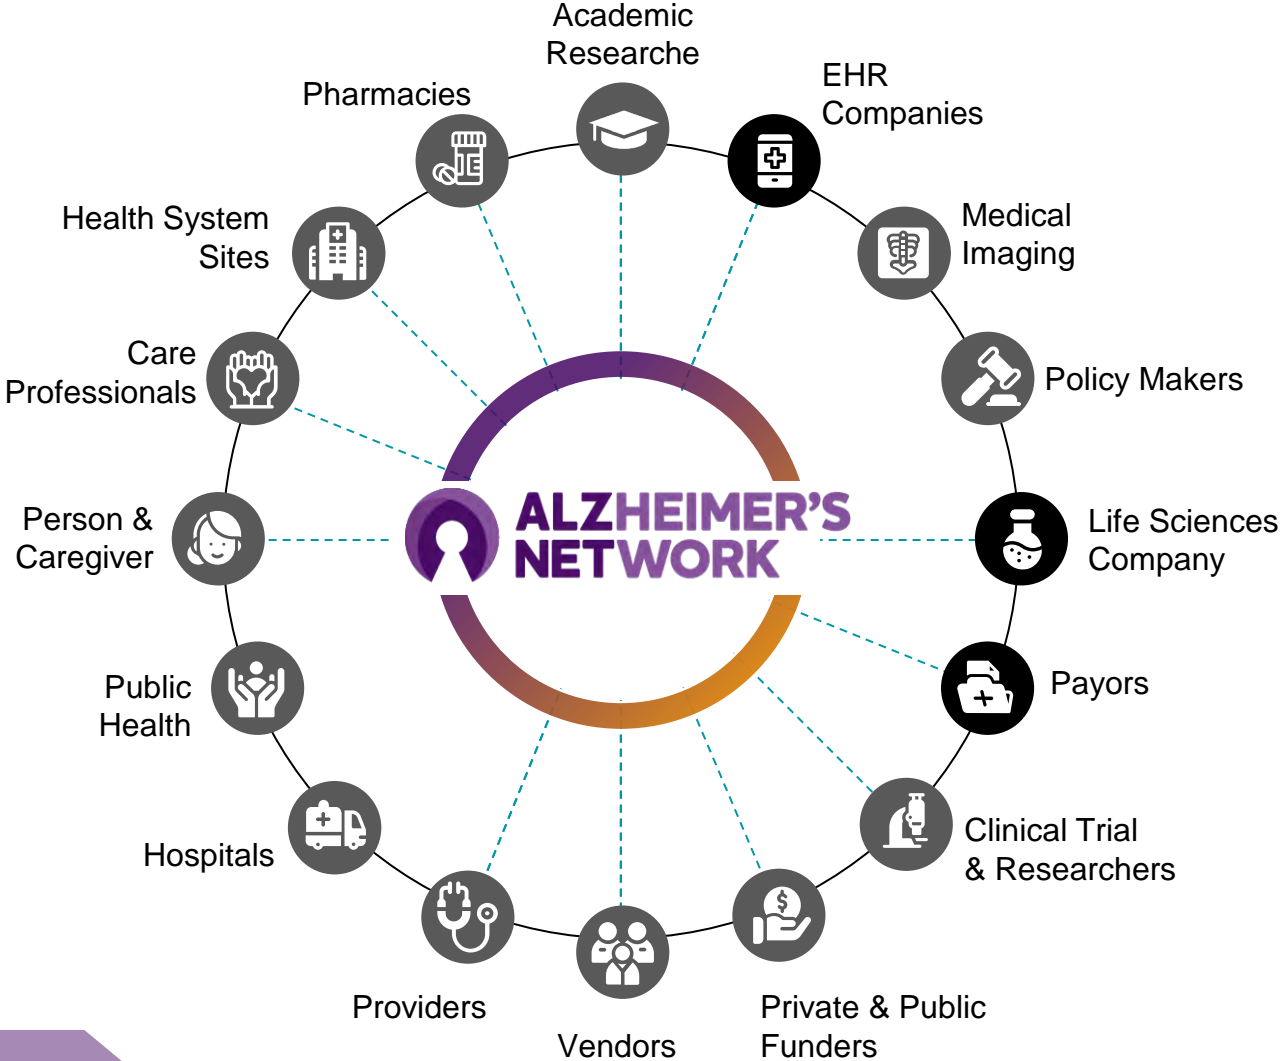 Academic
Researche
EHR
Companies
Pharmacies
Medical
Imaging
Health System
Sites
Policy Makers
Care
Professionals
ALZHEIMER'S
NETWORK
Life Sciences
Company
Person &
Caregiver
Payors
Public
Health
Clinical Trial
& Researchers
Hospitals
Private & Public
Funders
Providers
Vendors